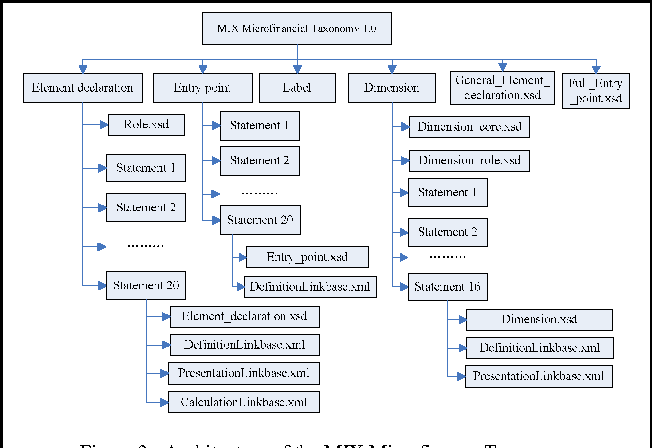 MIX Microfinancial Taxonomy 1.0
Element declaration
Entry point
Label
Dimension
General_Element_
declaration.xsd
Full_Entry
_point.xsd
Role.xsd
Statement 1
Statement 2
.........
Statement 20
Element_declaration.xsd
DefinitionLinkbase.xml
PresentationLinkbase.xml
CalculationLinkbase.xml
Statement 1
Statement 2
.........
Statement 20
Entry_point.xsd
DefinitionLinkbase.xml
Dimension_core.xsd
Dimension_role.xsd
Statement 1
Statement 2
.........
Statement 16
Dimension.xsd
DefinitionLinkbase.xml
PresentationLinkbase.xml
Architecture of the MIX